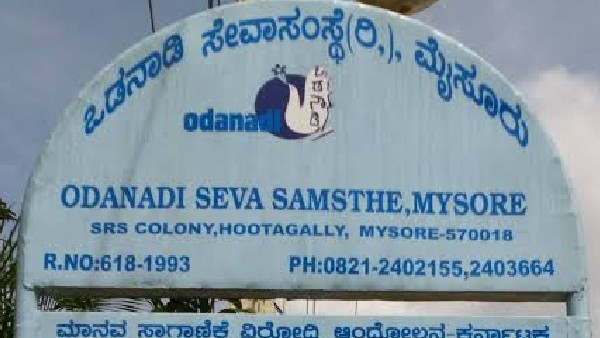 ಒಡನಾಡಿ ಸೇವಾಸಂಸ್ಥೆ(ರಿ,), ಮೈಸೂರು
odanadi
ಒಡನಾಡಿ
ODANADI SEVA SAMSTHE,MYSORE
SRS COLONY,HOOTAGALLY, MYSORE-570018
R.NO:618-1993 PH:0821-2402155,2403664
ಮಾನವ ಸಾಗಾಣಿಕೆ ವಿರೋಧಿ ಆಂದೋಲನ-ಕರ್ನಾಟಕ